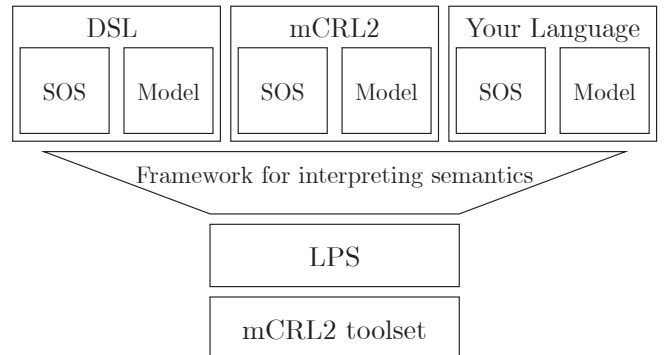 DSL
mCRL2
Your Language
SOS
Model
SOS
Model
SOS
Model
Framework for interpreting semantics
LPS
mCRL2 toolset